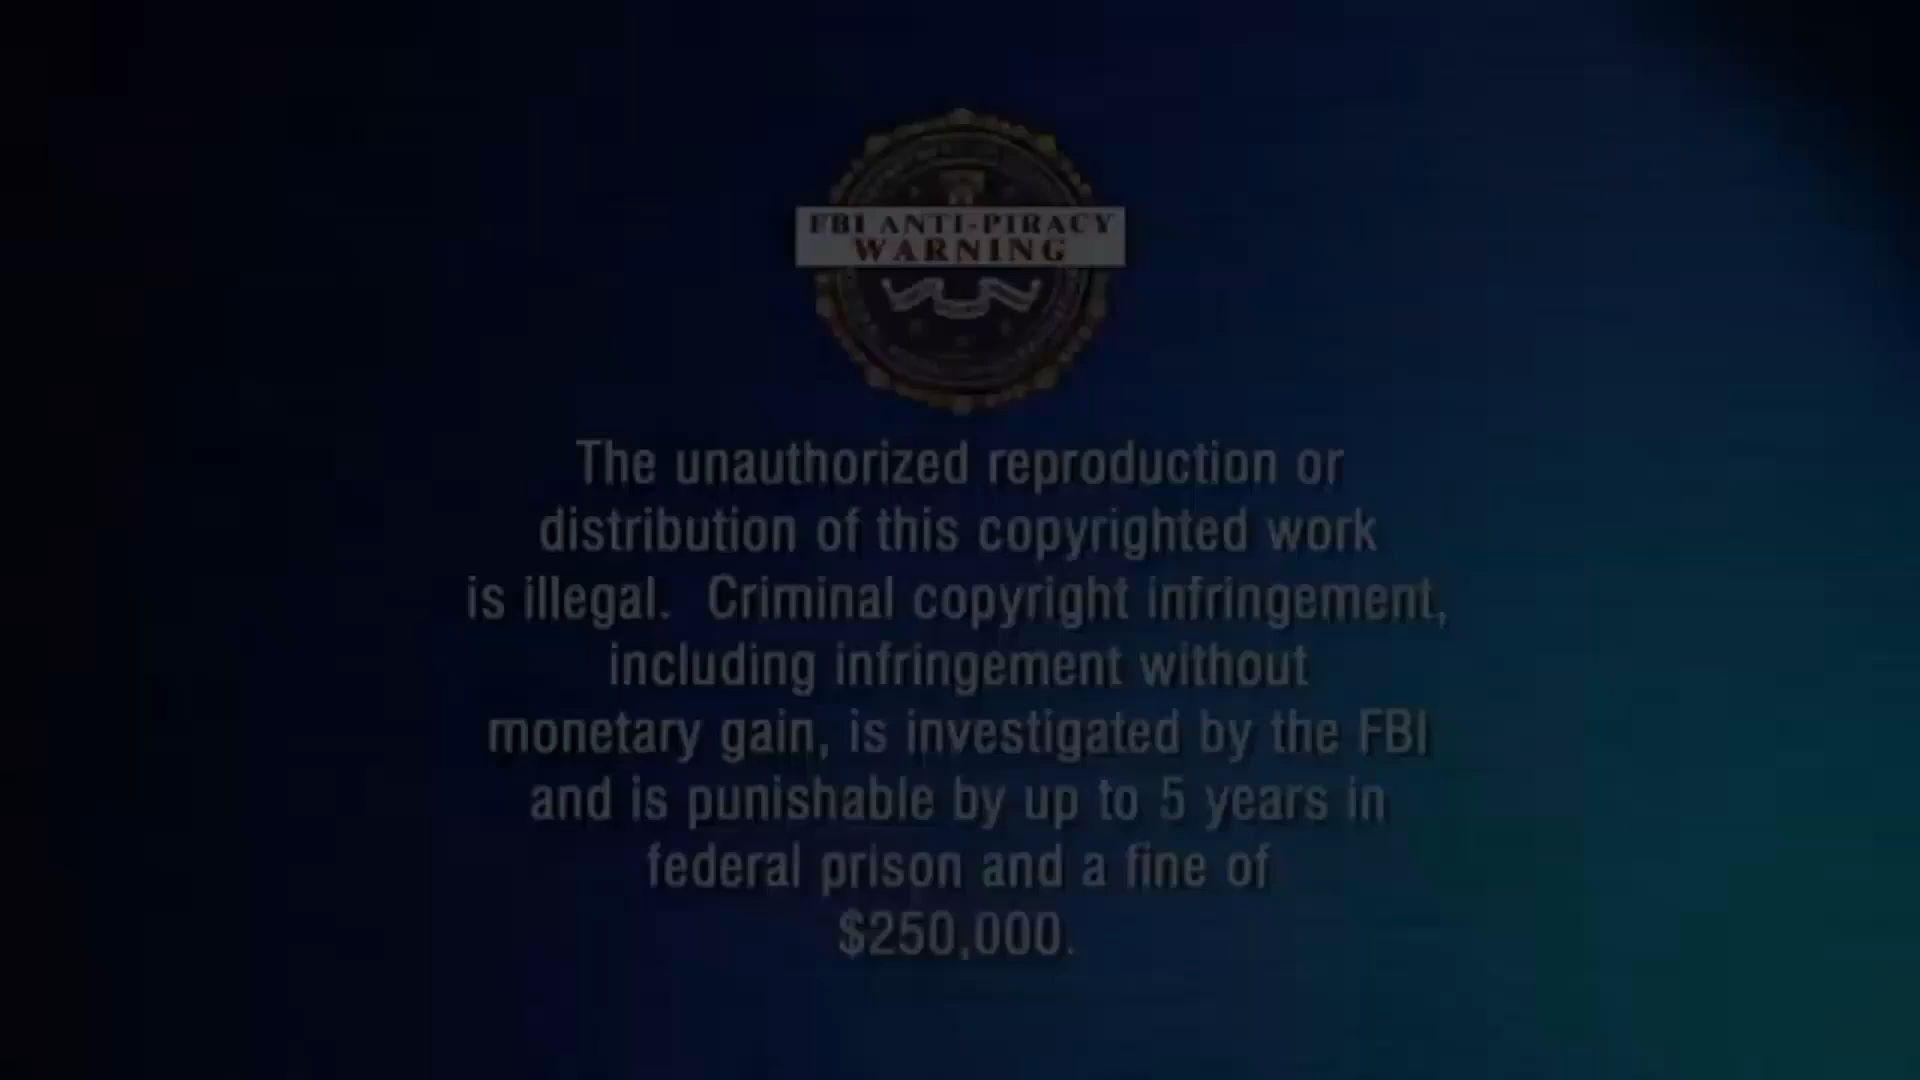 FBI ANTI-PIRACY
WARNING
The unauthorized reproduction or
distribution of this copyrighted work
is illegal.  Criminal copyright infringement,
including infringement without
monetary gain, is investigated by the FBI
and is punishable by up to 5 years in
federal prison and a fine of
$250,000.